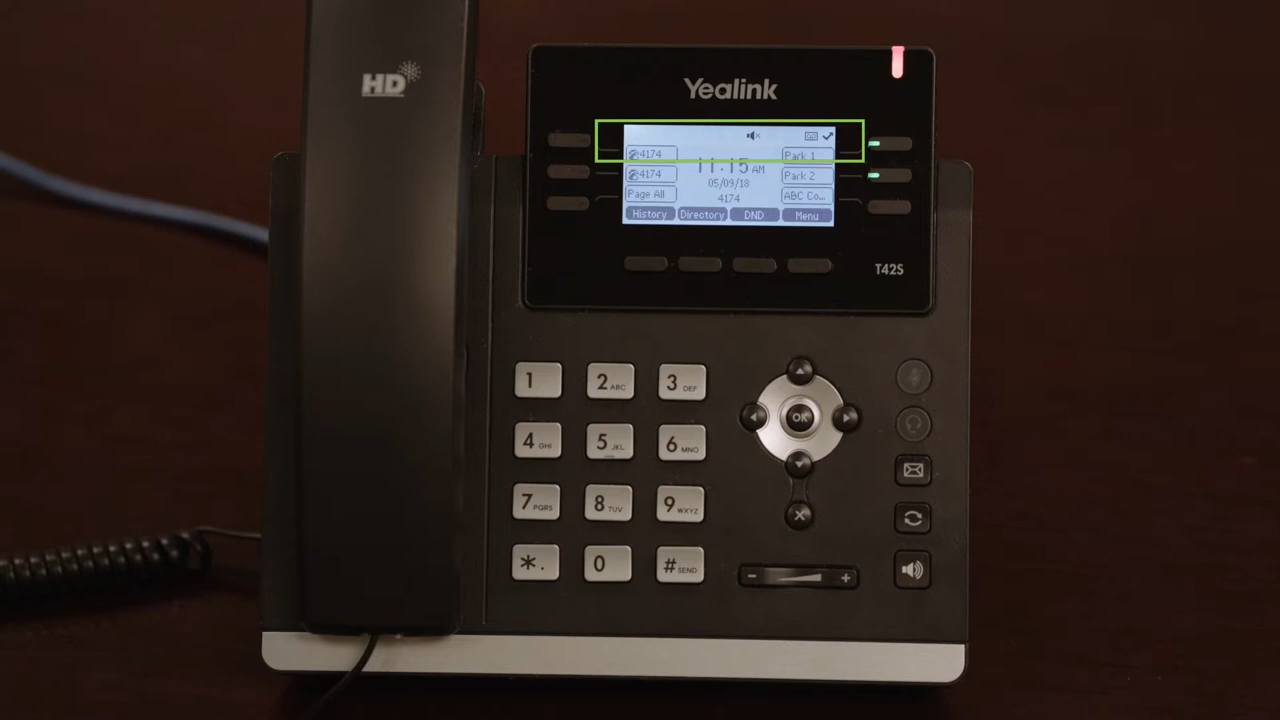 HD
Yealink
4174
Park 1
11:15 AM
4174
Park 2
05/09/18
Page All
4174
ABC Co...
History Directory DND Menu
T42S
1 2 ABC 3 DEF
4 GHI 5 JKL 6 MNO
OK
7 PQRS 8 TUV 9 WXYZ
*. 0 # SEND
- +